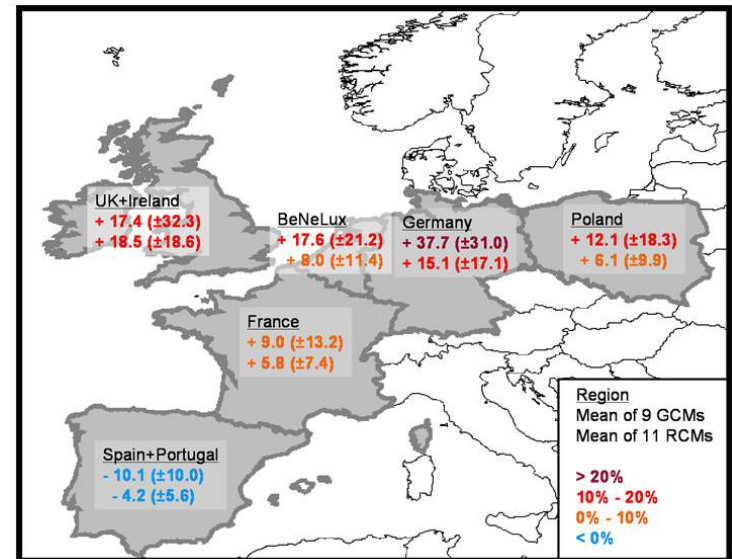 UK+Ireland
+ 17.4 (±32.3)
+ 18.5 (±18.6)
BeNeLux
+ 17.6 (±21.2)
+ 8.0 (±11.4)
Germany
+ 37.7 (±31.0)
+ 15.1 (±17.1)
Poland
+ 12.1 (±18.3)
+ 6.1 (±9.9)
France
+ 9.0 (±13.2)
+ 5.8 (±7.4)
Spain+Portugal
- 10.1 (±10.0)
- 4.2 (±5.6)
Region
Mean of 9 GCMs
Mean of 11 RCMs
> 20%
10% - 20%
0% - 10%
< 0%